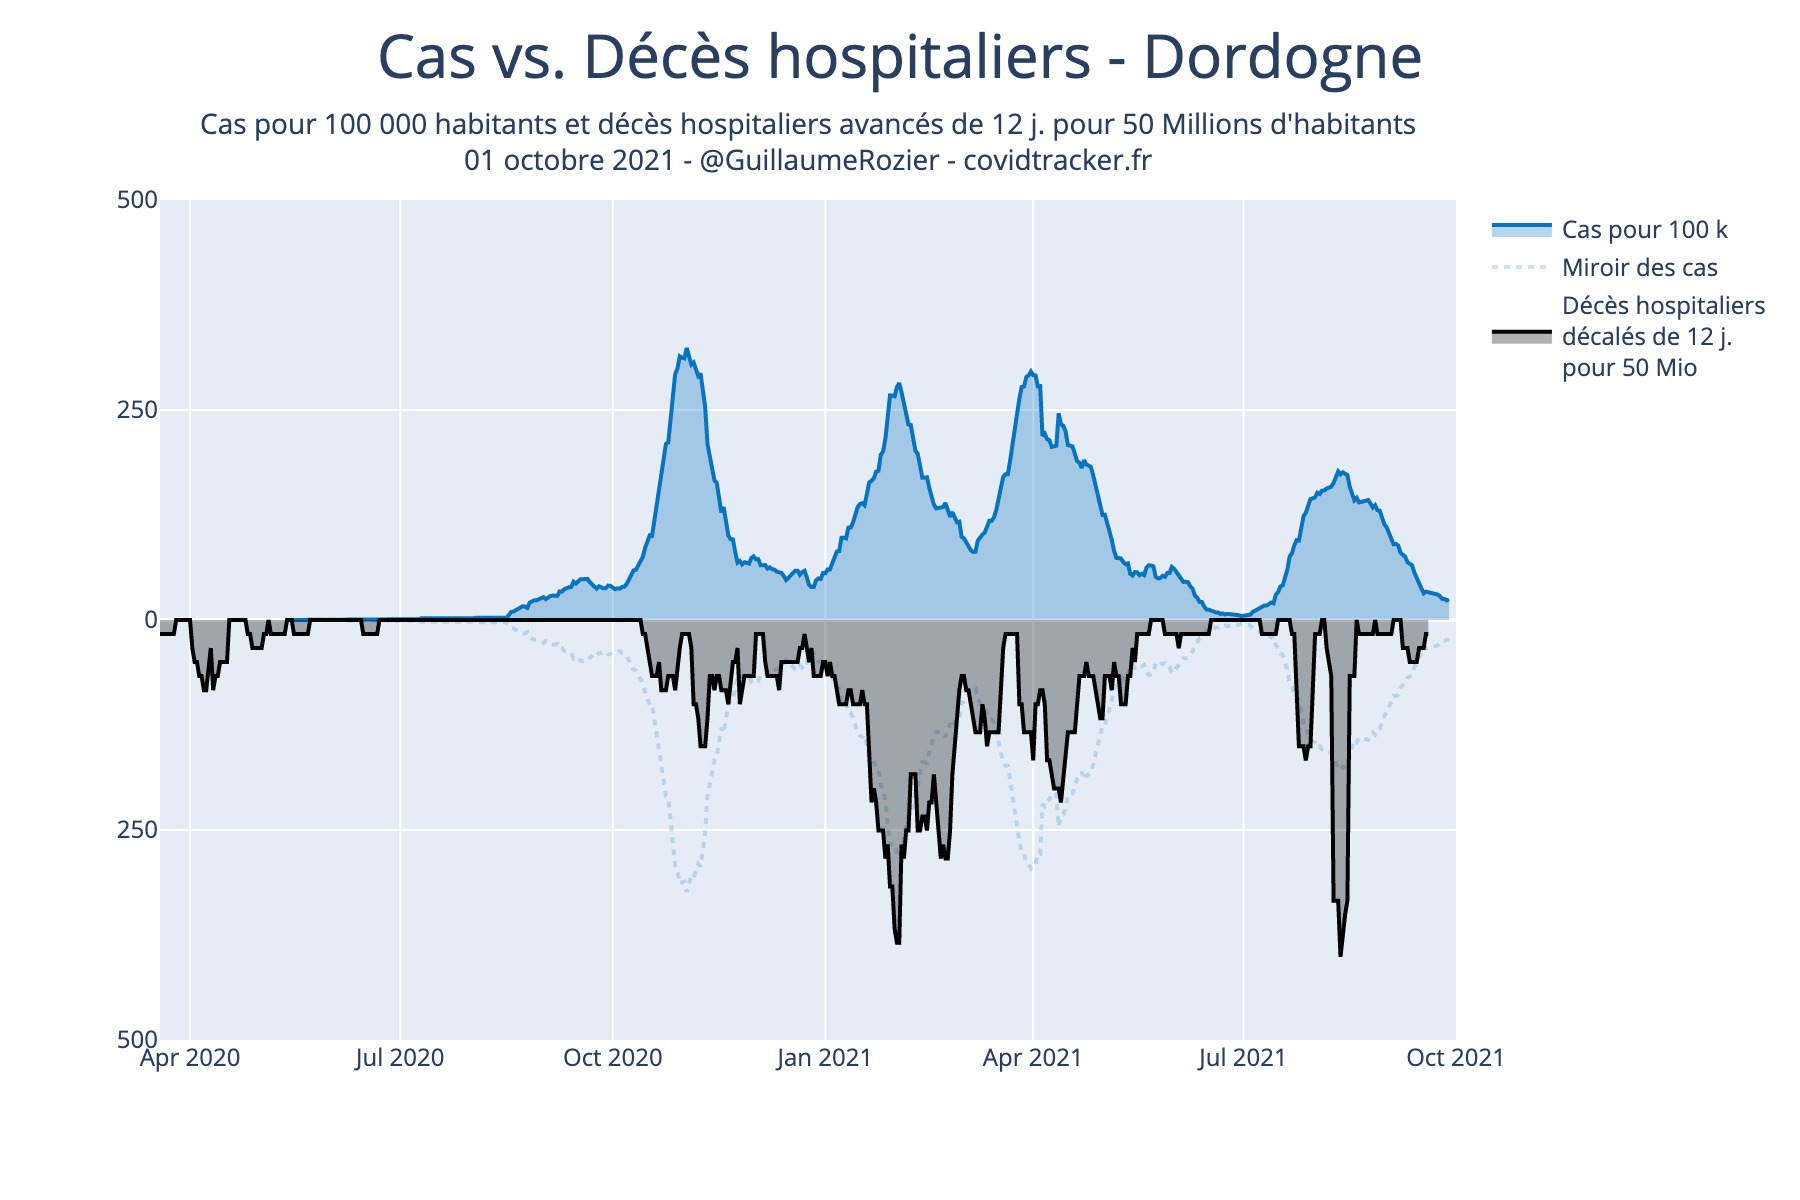 Cas vs. Décès hospitaliers - Dordogne
Cas pour 100 000 habitants et décès hospitaliers avancés de 12 j. pour 50 Millions d'habitants
01 octobre 2021 - @GuillaumeRozier - covidtracker.fr
500
250
0
250
500
Apr 2020
Jul 2020
Oct 2020
Jan 2021
Apr 2021
Jul 2021
Oct 2021
Cas pour 100 k
Miroir des cas
Décès hospitaliers
décalés de 12 j.
pour 50 Mio